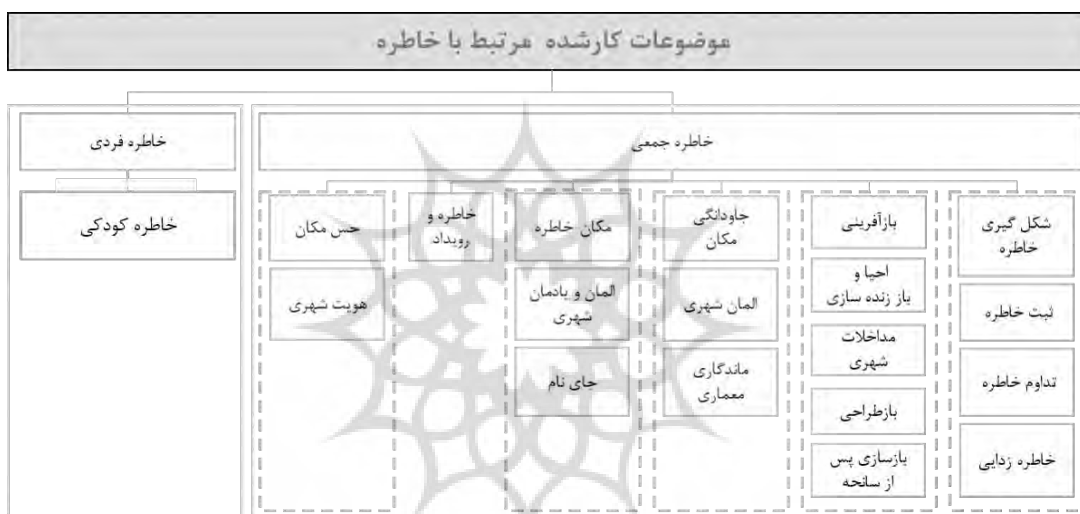 موضوعات کارشده مرتبط با خاطره
خاطره جمعی
خاطره فردی
شکل گیری
خاطره
ثبت خاطره
تداوم خاطره
خاطره زدایی
بازآفرینی
احیا و
باز زنده سازی
مداخلات
شهری
بازطراحی
بازسازی پس
از سانحه
جاودانگی
مکان
المان شهری
ماندگاری
معماری
مکان خاطره
المان و یادمان
شهری
جای نام
خاطره و
رویداد
حس مکان
هویت شهری
خاطره کودکی